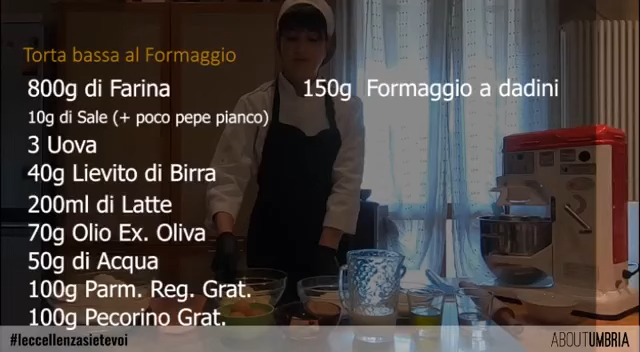 Torta bassa al Formaggio
800g di Farina
10g di Sale (+ poco pepe pianco)
3 Uova
40g Lievito di Birra
200ml di Latte
70g Olio Ex. Oliva
50g di Acqua
100g Parm. Reg. Grat.
100g Pecorino Grat.
150g Formaggio a dadini
#leccellenzasietevoi
ABOUTUMBRIA